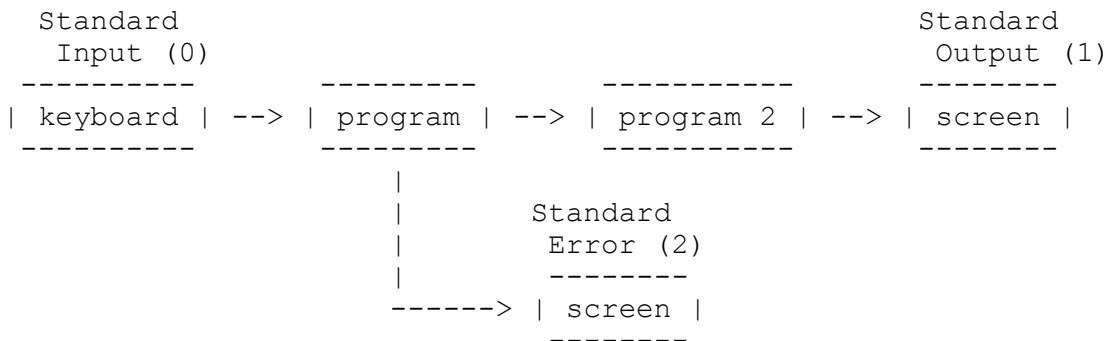 Standard Standard
Input (0) Output (1)
---------- --------- ----------- --------
| keyboard | --> | program | --> | program 2 | --> | screen |
---------- --------- ----------- --------
|
| Standard
| Error (2)
| --------
------> | screen |
--------